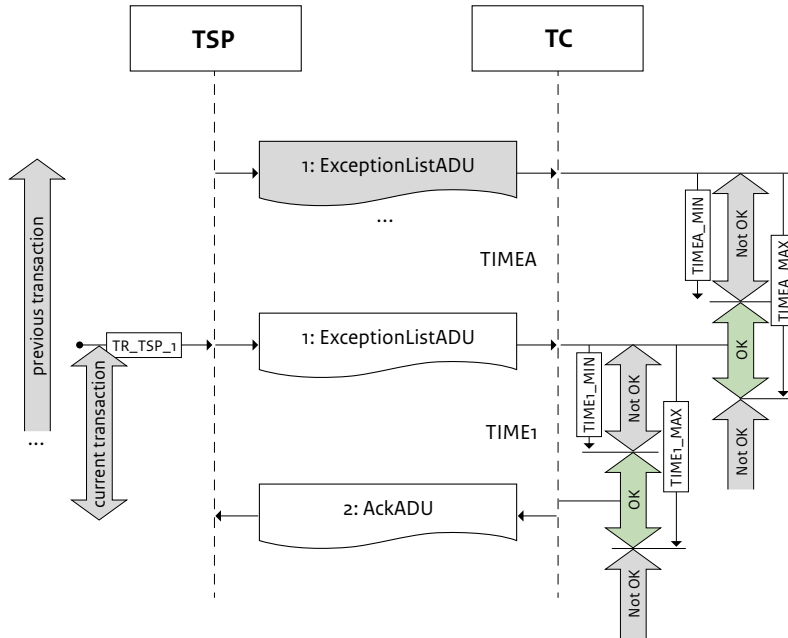 TSP
TC
1: ExceptionListADU
...
TIMEA
TIMEA_MIN
Not OK
TIMEA_MAX
previous transaction
TR_TSP_1
1: ExceptionListADU
OK
current transaction
...
TIME1
TIME1_MIN
Not OK
TIME1_MAX
Not OK
2: AckADU
OK
Not OK